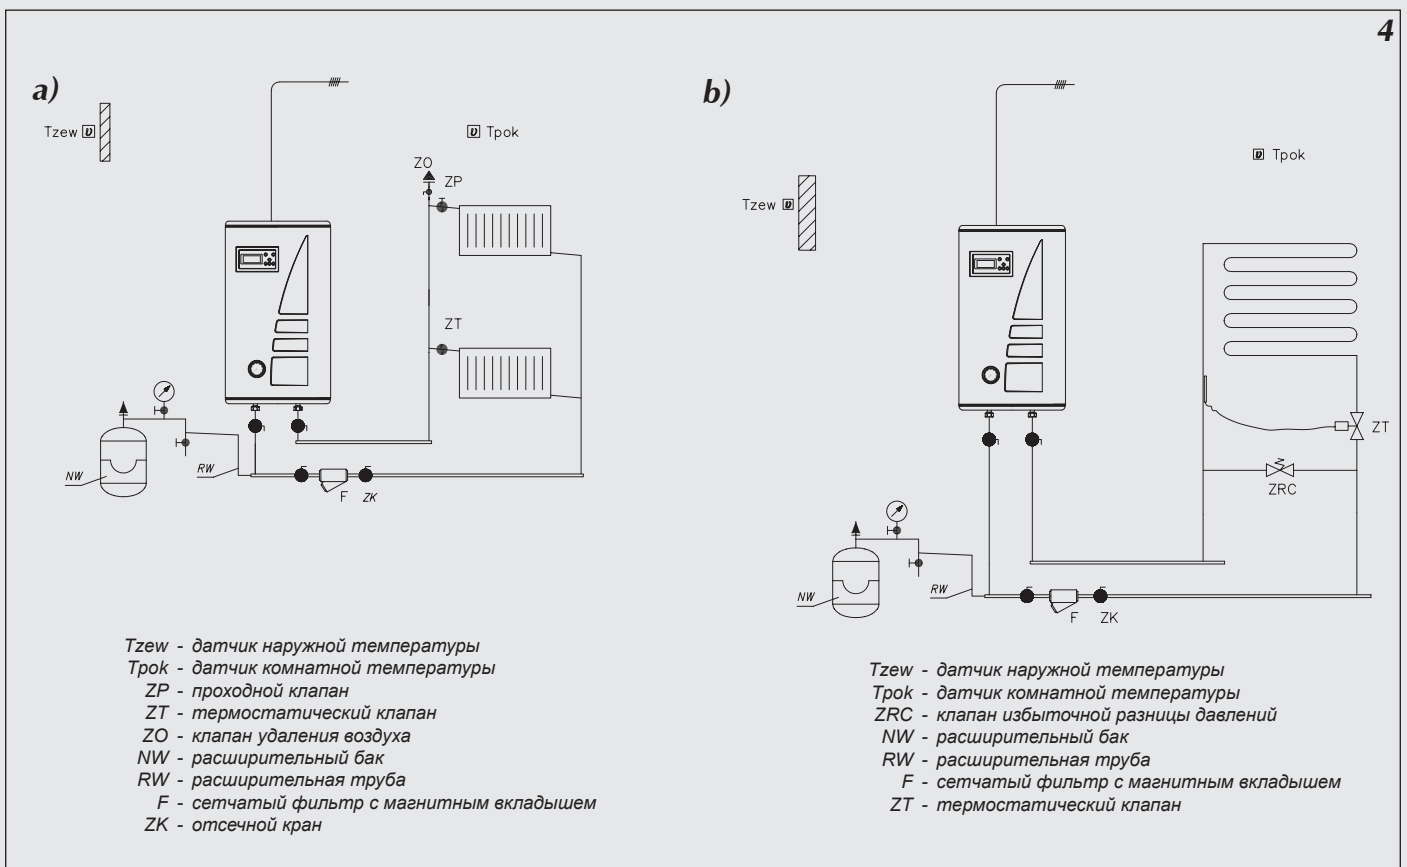 4
a)
Tzew
Tpok
ZO
ZP
ZT
NW
RW
F
ZK
Tzew - датчик наружной температуры
Tpok - датчик комнатной температуры
ZP - проходной клапан
ZT - термостатический клапан
ZO - клапан удаления воздуха
NW - расширительный бак
RW - расширительная труба
F - сетчатый фильтр с магнитным вкладышем
ZK - отсечной кран
b)
Tpok
Tzew
ZT
ZRC
NW
RW
F
ZK
Tzew - датчик наружной температуры
Tpok - датчик комнатной температуры
ZRC - клапан избыточной разницы давлений
NW - расширительный бак
RW - расширительная труба
F - сетчатый фильтр с магнитным вкладышем
ZT - термостатический клапан